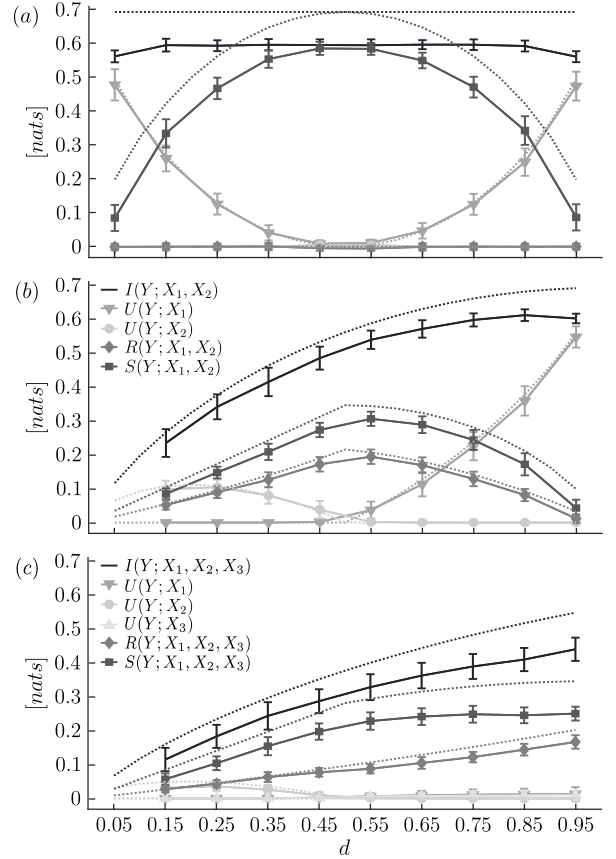 (a)
0.7
0.6
0.5
0.4
0.3
0.2
0.1
0
[nats]
(b)
0.7
0.6
0.5
0.4
0.3
0.2
0.1
0
[nats]
I(Y; X₁, X₂)
U(Y; X₁)
U(Y; X₂)
R(Y; X₁, X₂)
S(Y; X₁, X₂)
(c)
0.7
0.6
0.5
0.4
0.3
0.2
0.1
0
[nats]
I(Y; X₁, X₂, X₃)
U(Y; X₁)
U(Y; X₂)
U(Y; X₃)
R(Y; X₁, X₂, X₃)
S(Y; X₁, X₂, X₃)
0.05 0.15 0.25 0.35 0.45 0.55 0.65 0.75 0.85 0.95
d